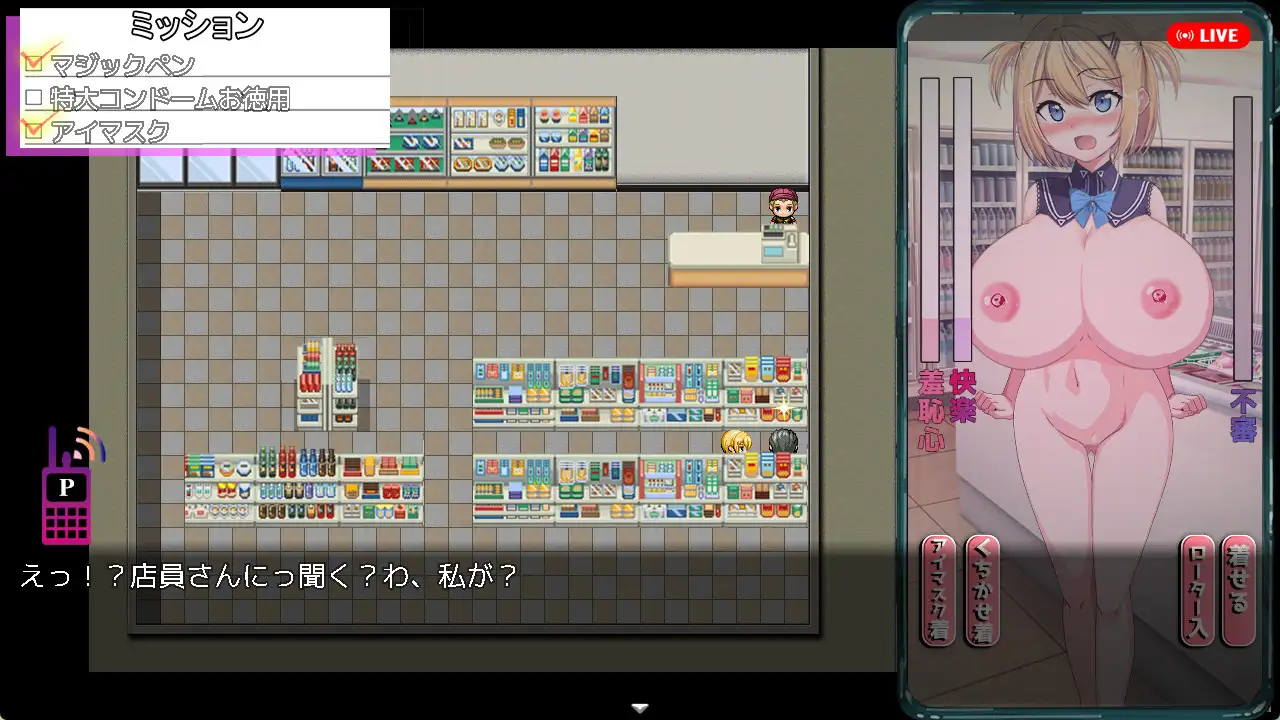 ミッション
マジックペン
特大コンドームお徳用
アイマスク
LIVE
羞恥心
快楽
不審
アイマスク着
くちかせ着
ローター入
着せる
P
えっ！？店員さんにっ聞く？わ、私が？